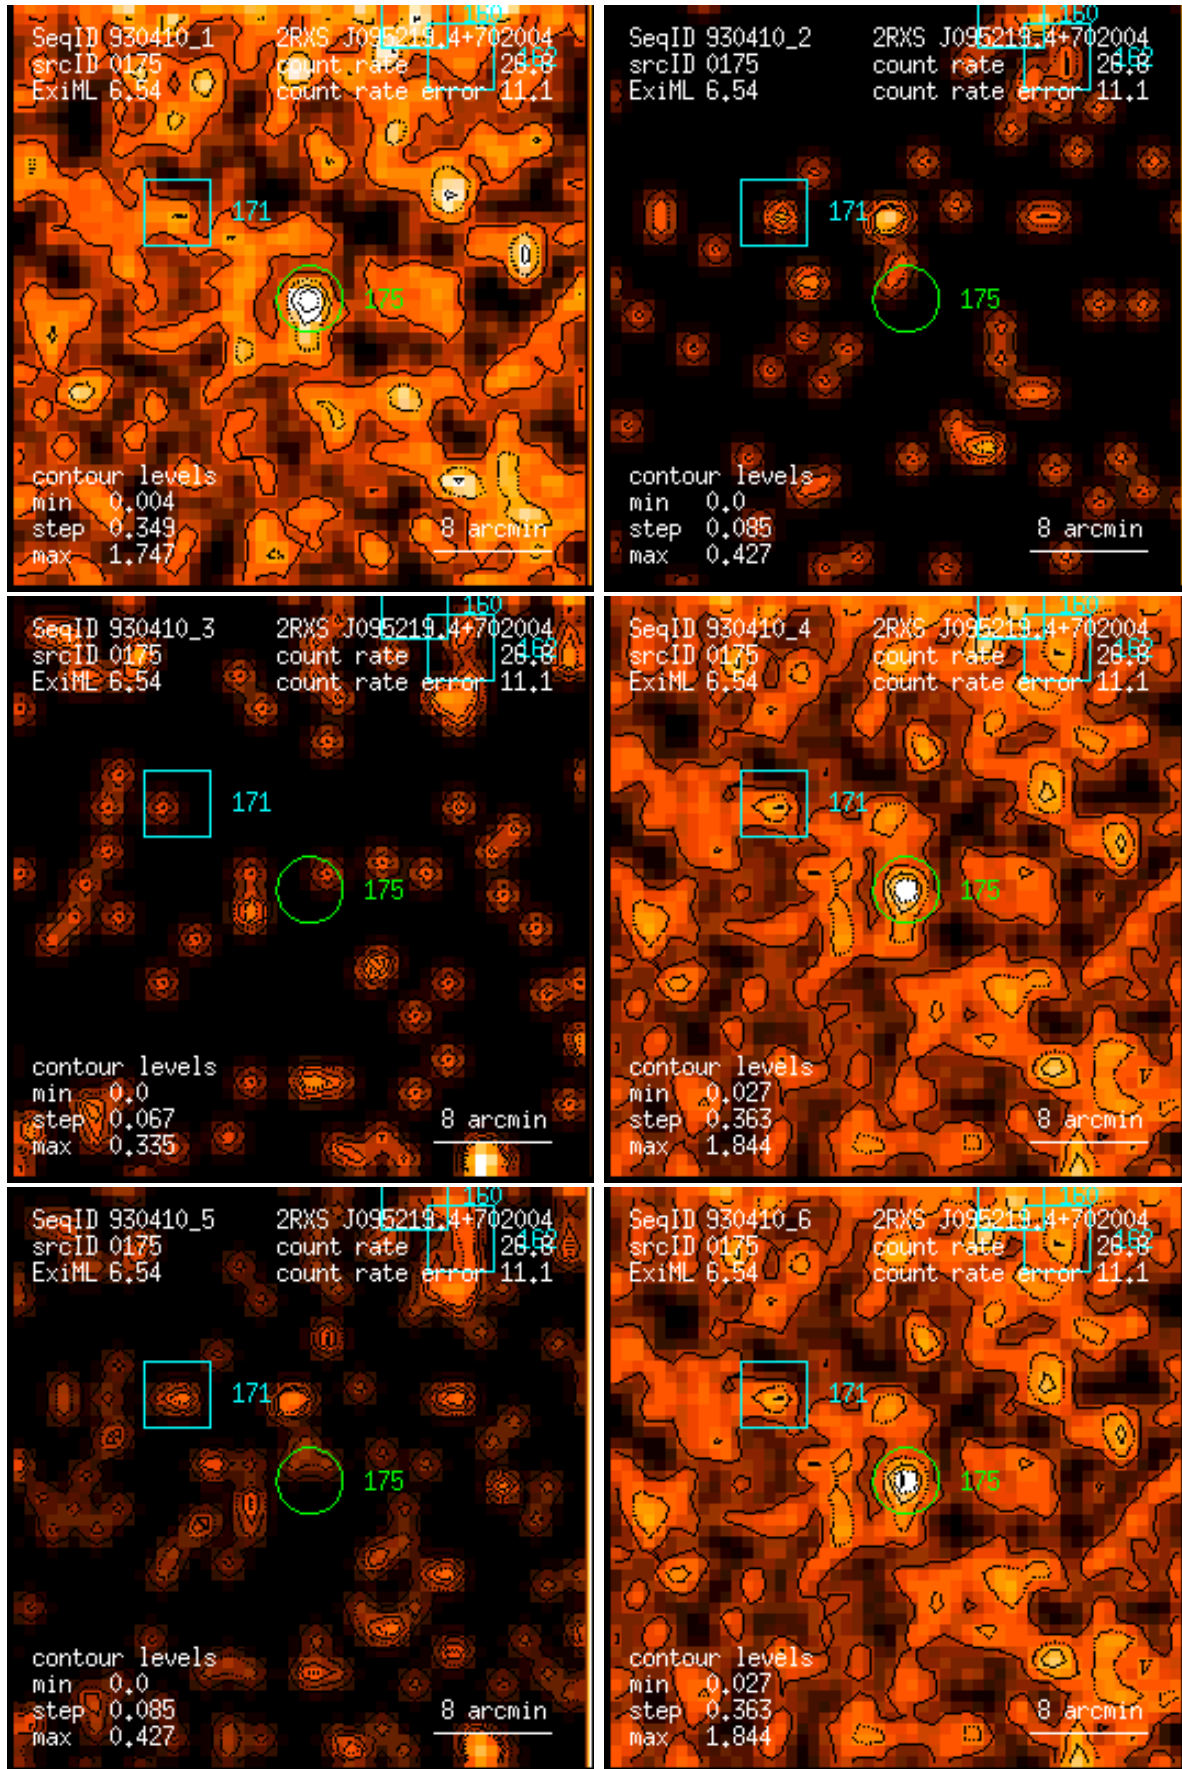 160
SeqID 930410_1 2RXS J095219.4+702004
srcID 0175 count rate
ExiML 6.54 count rate error 11.1
171
175
contour levels
min 0.004
step 0.349 8 arcmin
max 1.747
160
SeqID 930410_2 2RXS J095219.4+702004
srcID 0175 count rate
ExiML 6.54 count rate error 11.1
171
175
contour levels
min 0.0
step 0.085 8 arcmin
max 0.427
160
SeqID 930410_3 2RXS J095219.4+702004
srcID 0175 count rate
ExiML 6.54 count rate error 11.1
171
175
contour levels
min 0.0
step 0.067 8 arcmin
max 0.335
160
SeqID 930410_4 2RXS J095219.4+702004
srcID 0175 count rate
ExiML 6.54 count rate error 11.1
171
175
contour levels
min 0.027
step 0.363 8 arcmin
max 1.844
160
SeqID 930410_5 2RXS J095219.4+702004
srcID 0175 count rate
ExiML 6.54 count rate error 11.1
171
175
contour levels
min 0.0
step 0.085 8 arcmin
max 0.427
160
SeqID 930410_6 2RXS J095219.4+702004
srcID 0175 count rate
ExiML 6.54 count rate error 11.1
171
175
contour levels
min 0.027
step 0.363 8 arcmin
max 1.844